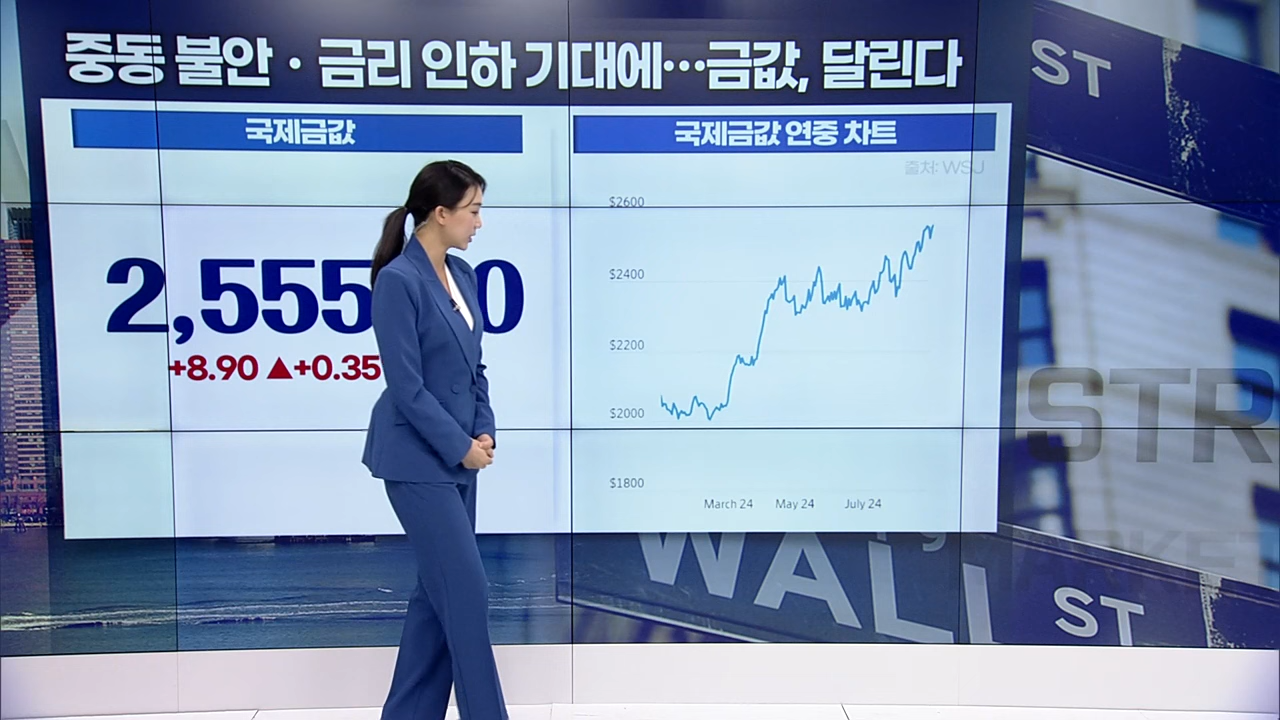 중동 불안 · 금리 인하 기대에…금값, 달린다
국제금값
+8.90 ▲+0.35
국제금값 연중 차트
출처: WSJ
$2600
$2400
$2200
$2000
$1800
March 24 May 24 July 24
ST
STR
WALL
ST